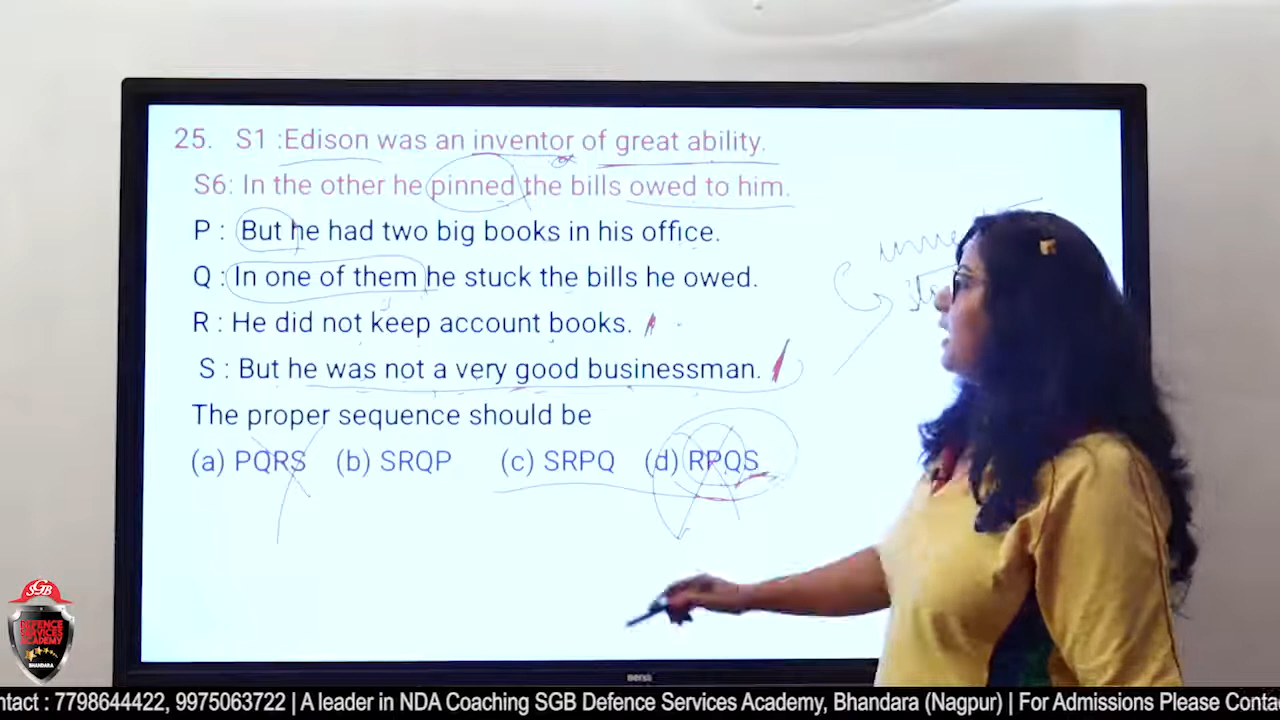 25. S1 :Edison was an inventor of great ability.
S6: In the other he pinned the bills owed to him.
P : But he had two big books in his office.
Q : In one of them he stuck the bills he owed.
R : He did not keep account books.
S : But he was not a very good businessman.
The proper sequence should be
(a) PQRS (b) SRQP (c) SRPQ (d) RPQS
SGB
DEFENCE
SERVICES
ACADEMY
BHANDARA
ontact : 7798644422, 9975063722 | A leader in NDA Coaching SGB Defence Services Academy, Bhandara (Nagpur) | For Admissions Please Conta